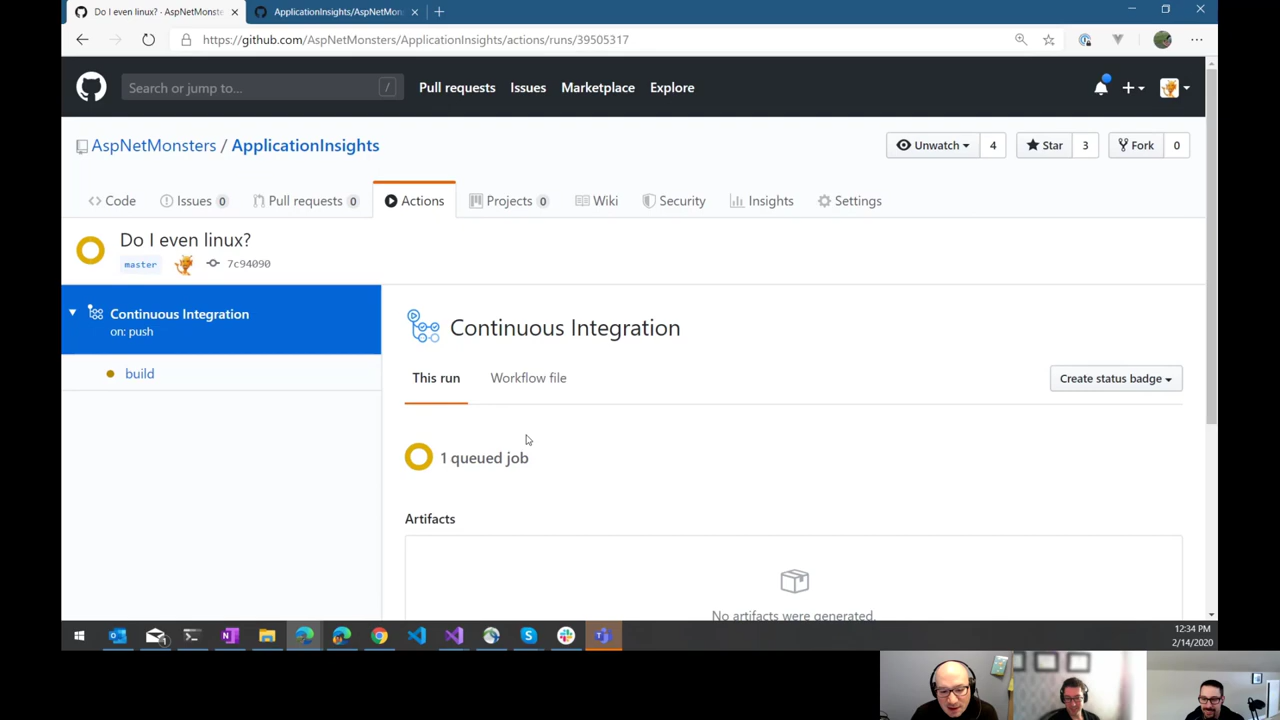 Do I even linux? · AspNetMonste
ApplicationInsights/AspNetMon
https://github.com/AspNetMonsters/ApplicationInsights/actions/runs/39505317
Search or jump to... /
Pull requests Issues Marketplace Explore
AspNetMonsters / ApplicationInsights
Unwatch 4 Star 3 Fork 0
Code Issues 0 Pull requests 0 Actions Projects 0 Wiki Security Insights Settings
Do I even linux?
master 7c94090
Continuous Integration
on: push
build
Continuous Integration
This run Workflow file
Create status badge
1 queued job
Artifacts
No artifacts were generated.
12:34 PM
2/14/2020